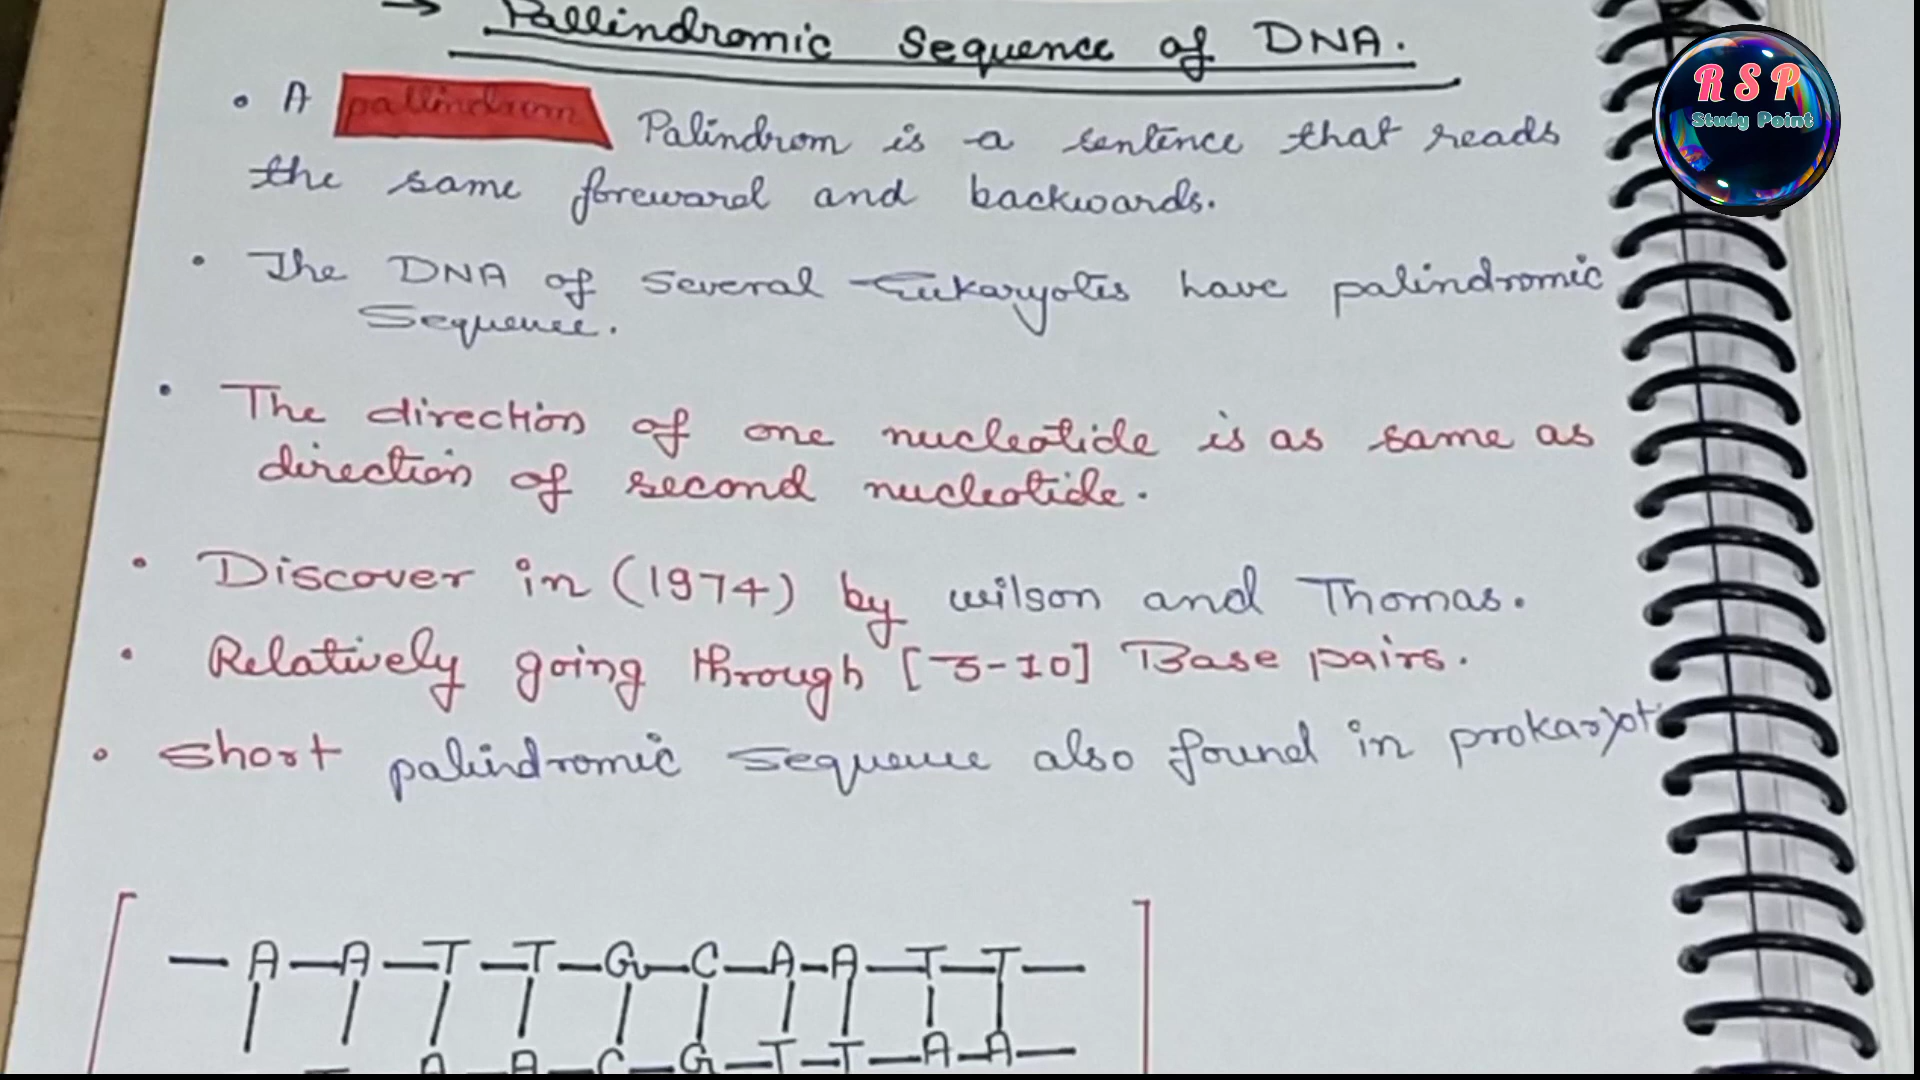 → Pallindromic Sequence of DNA.
• A pallindrom Palindrom is a sentence that reads
the same foreward and backwards.
• The DNA of several Eukaryotes have palindromic
Sequence.
• The direction of one nucleotide is as same as
direction of second nucleotide.
• Discover in (1974) by wilson and Thomas.
• Relatively going through [3-10] Base pairs.
• Short palindromic sequence also found in prokaryot
— A — A — T — T — G — C — A — A — T — T —
A — A — C — G — T — T — A — A —
RSP
Study Point